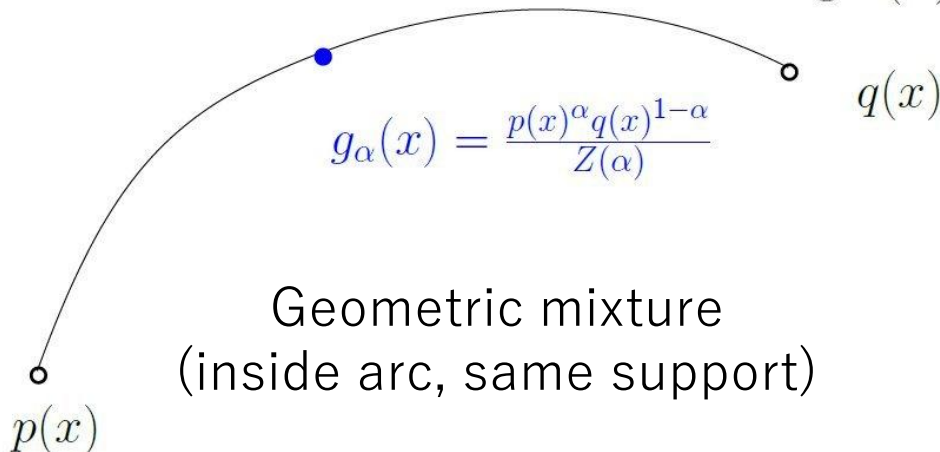 q(x)
g_α(x) = p(x)^α q(x)^{1−α} / Z(α)
Geometric mixture
(inside arc, same support)
p(x)